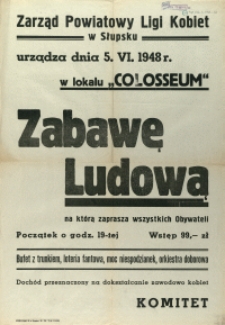 Zarząd Powiatowy Ligi Kobiet
w Słupsku
urządza dnia 5. VI. 1948 r.
w lokalu „COLOSSEUM"
Zabawę
Ludową
na którą zaprasza wszystkich Obywateli
Początek o godz. 19-tej Wstęp 99,- zł
Bufet z trunkiem, loteria fantowa, moc niespodzianek, orkiestra doborowa
Dochód przeznaczony na dokształcanie zawodowe kobiet
KOMITET